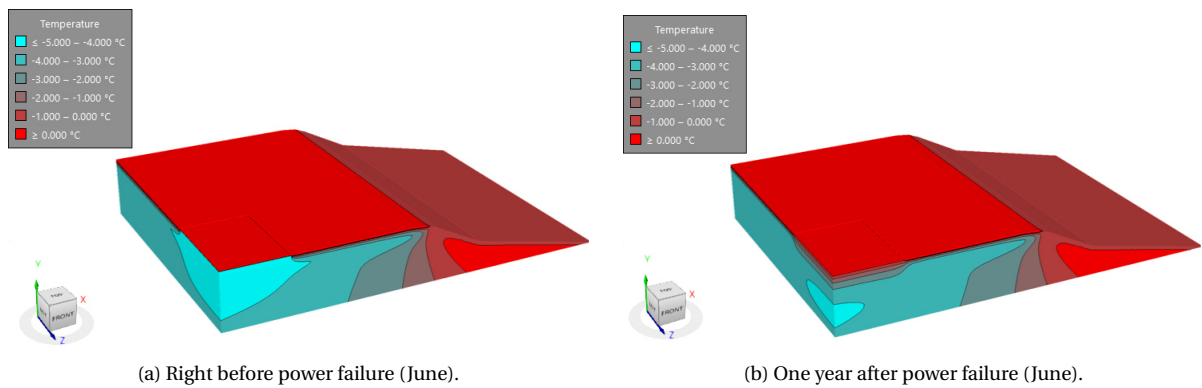 Temperature
≤ -5.000 – -4.000 °C
-4.000 – -3.000 °C
-3.000 – -2.000 °C
-2.000 – -1.000 °C
-1.000 – 0.000 °C
≥ 0.000 °C
Y
X
Z
TOP
FRONT
(a) Right before power failure (June).
Temperature
≤ -5.000 – -4.000 °C
-4.000 – -3.000 °C
-3.000 – -2.000 °C
-2.000 – -1.000 °C
-1.000 – 0.000 °C
≥ 0.000 °C
Y
X
Z
TOP
FRONT
(b) One year after power failure (June).